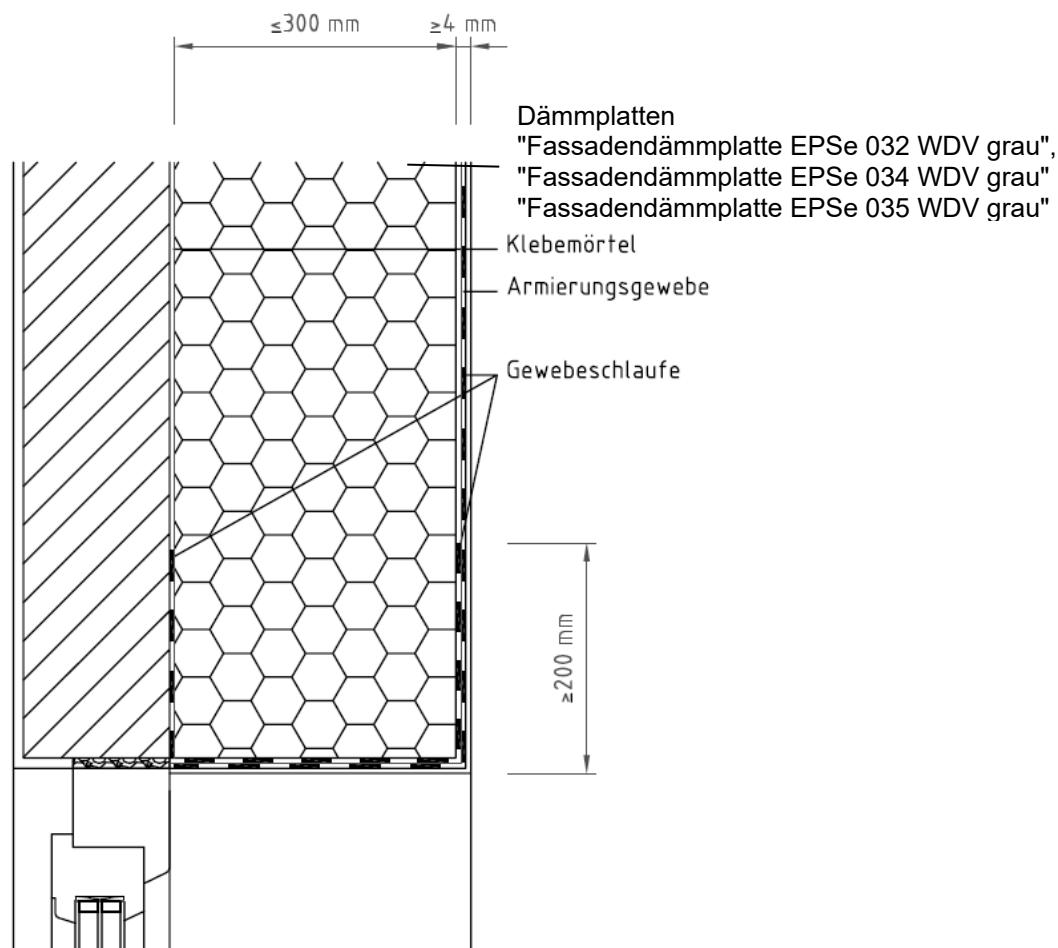 ≤300 mm
≥4 mm
Dämmplatten
"Fassadendämmplatte EPSe 032 WDV grau",
"Fassadendämmplatte EPSe 034 WDV grau"
"Fassadendämmplatte EPSe 035 WDV grau"
Klebemörtel
Armierungsgewebe
Gewebeschlaufe
≥200 mm